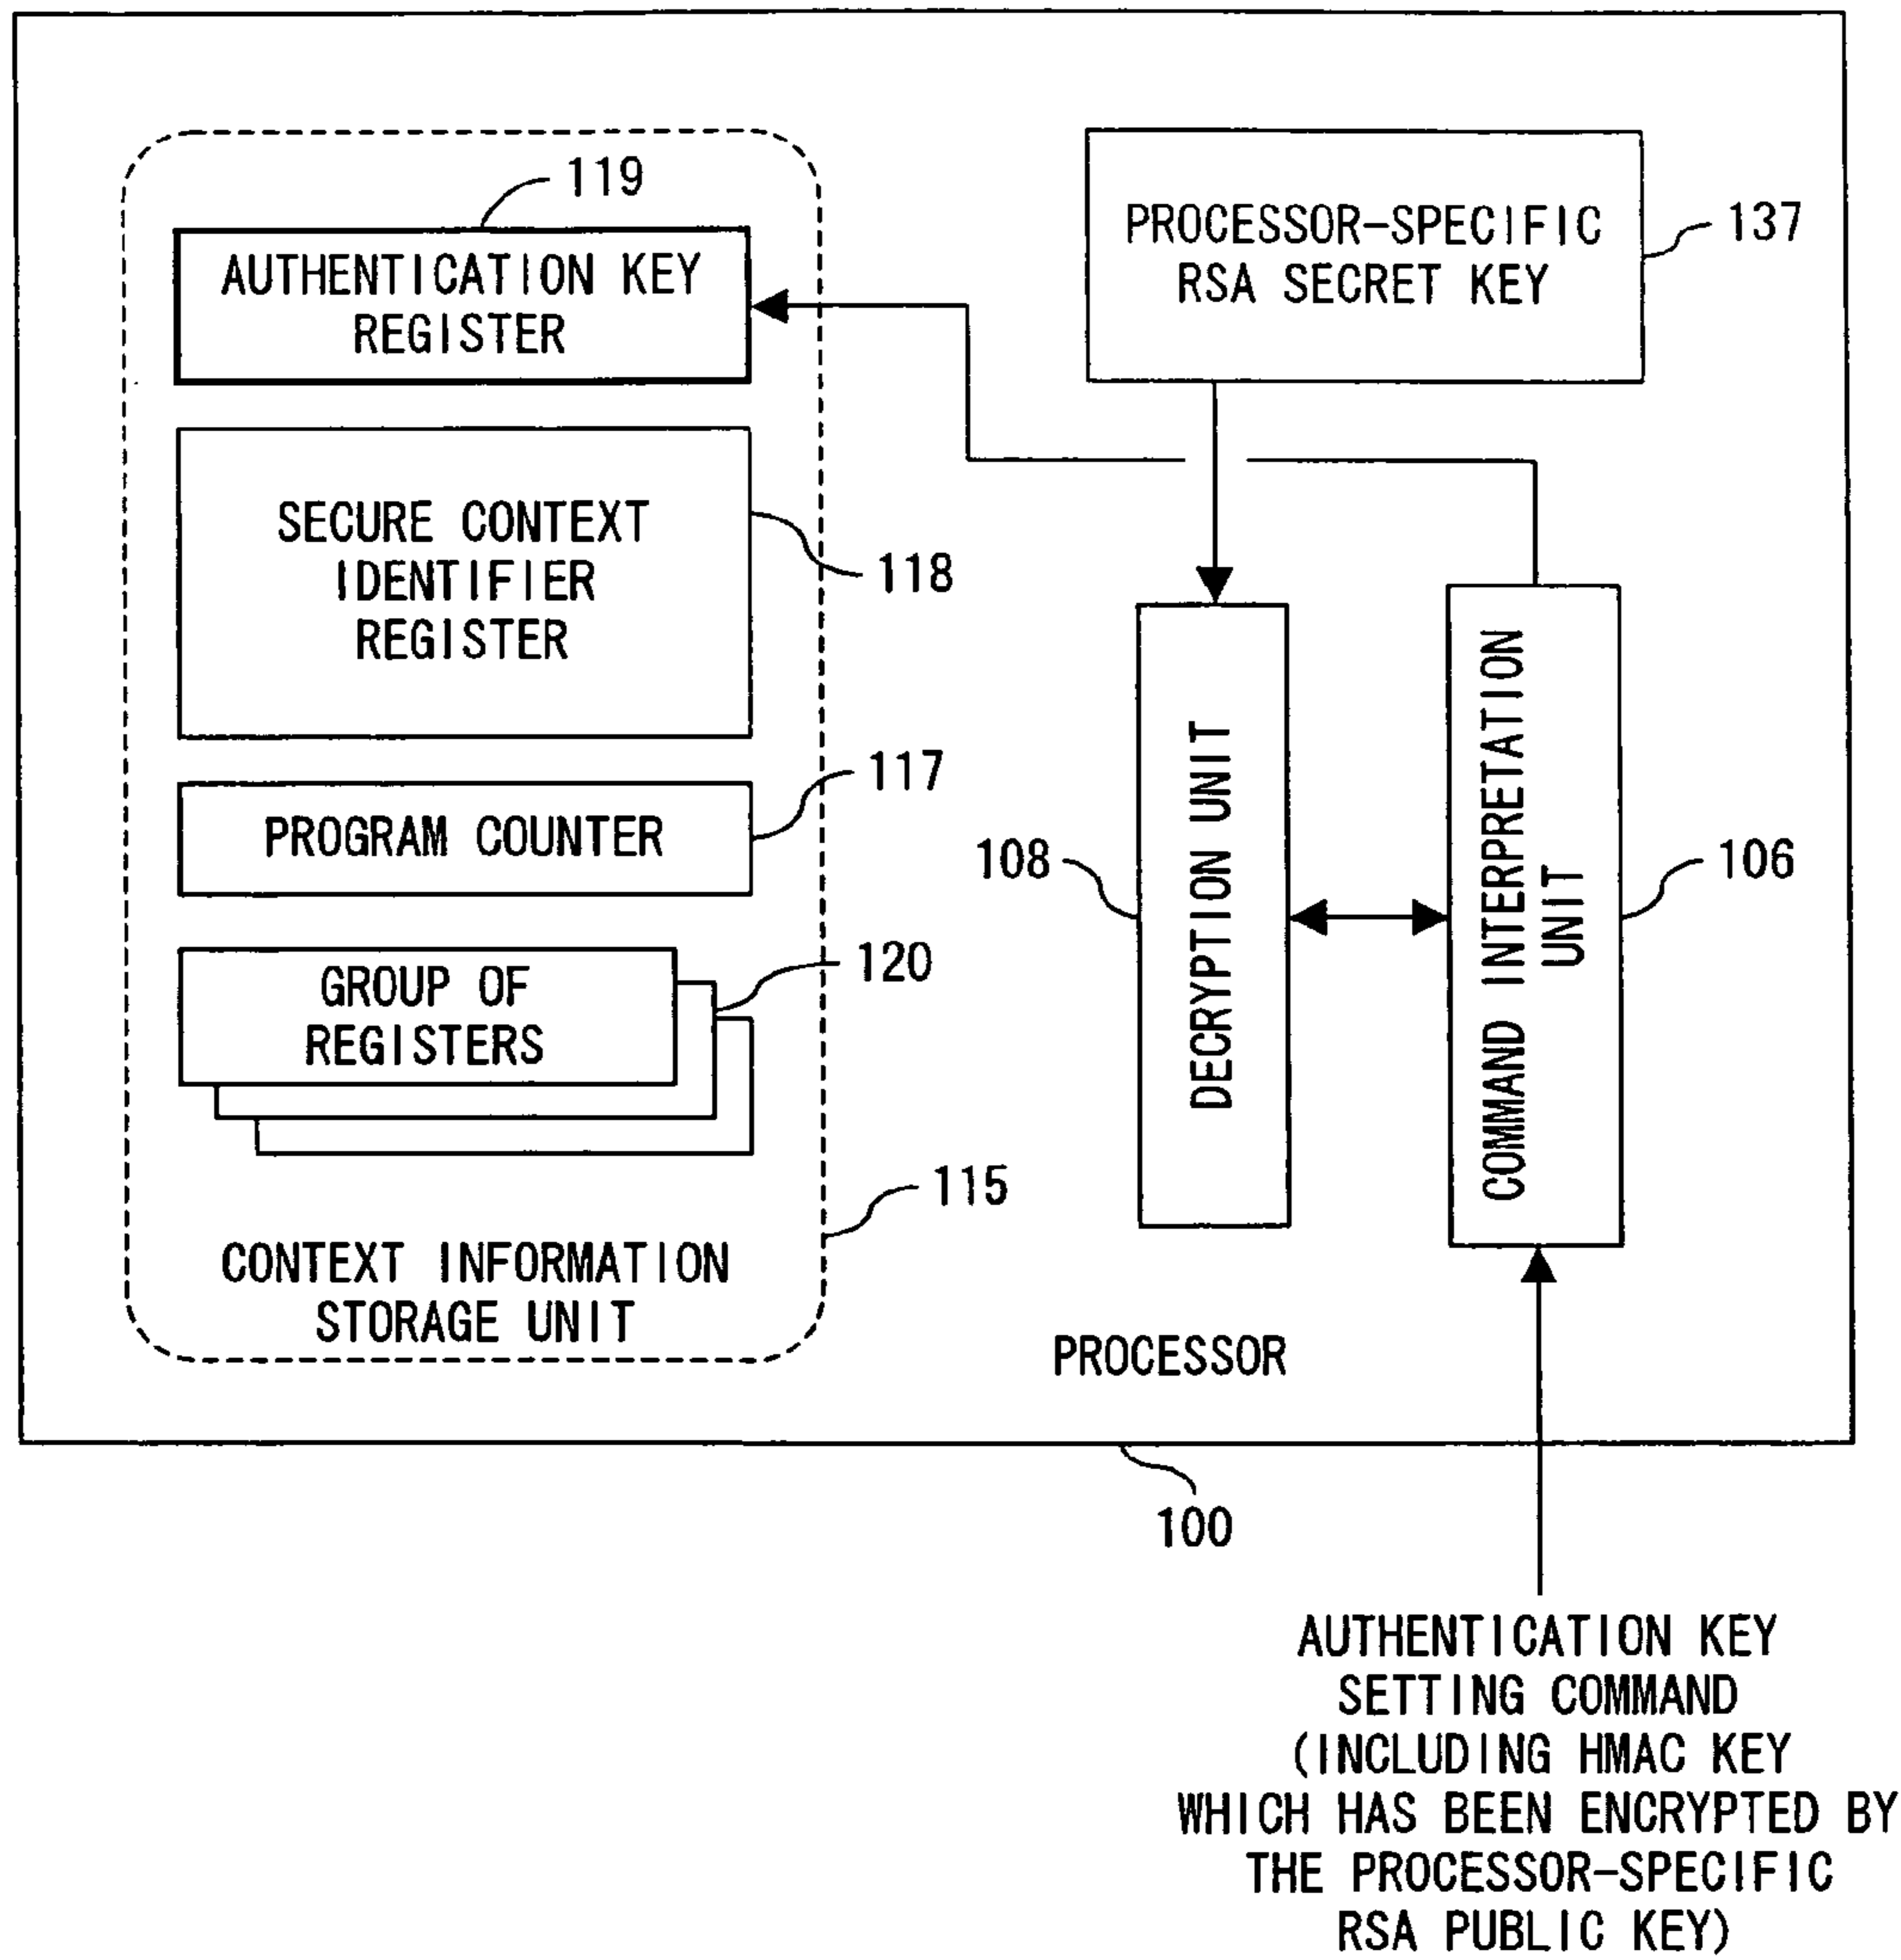 119
AUTHENTICATION KEY
REGISTER
PROCESSOR-SPECIFIC
RSA SECRET KEY
137
SECURE CONTEXT
IDENTIFIER
REGISTER
118
117
PROGRAM COUNTER
108
DECRYPTION UNIT
COMMAND INTERPRETATION
UNIT
106
GROUP OF
REGISTERS
120
115
CONTEXT INFORMATION
STORAGE UNIT
PROCESSOR
100
AUTHENTICATION KEY
SETTING COMMAND
(INCLUDING HMAC KEY
WHICH HAS BEEN ENCRYPTED BY
THE PROCESSOR-SPECIFIC
RSA PUBLIC KEY)